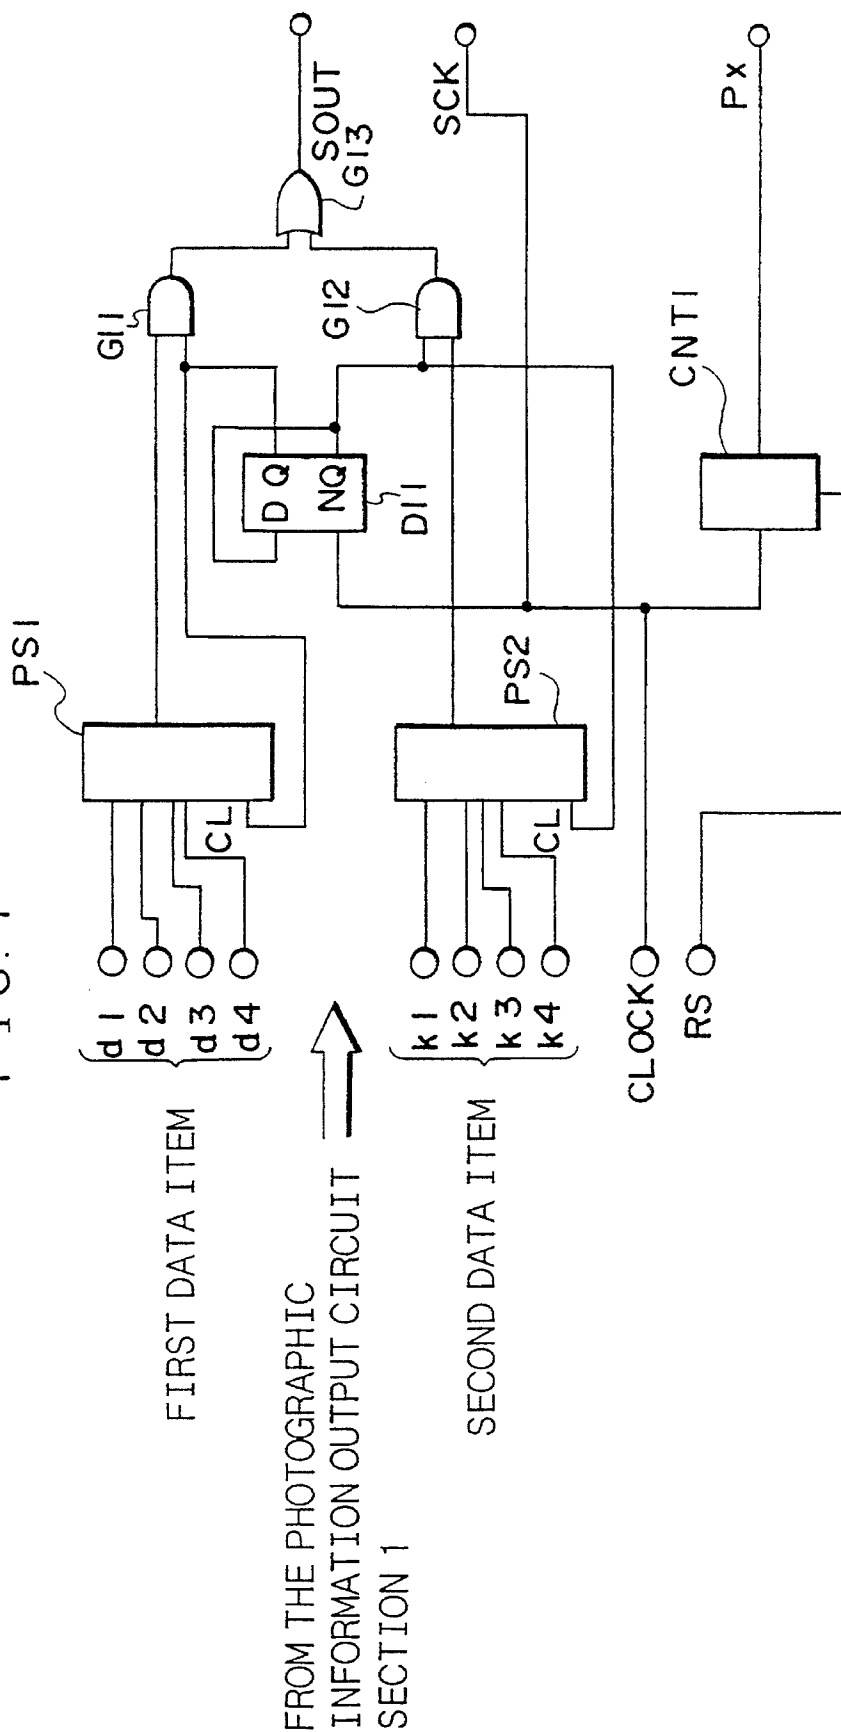 PS1
d1
d2
d3
d4
CL
FIRST DATA ITEM
G11
SOUT
G13
D Q
NQ
D11
G12
SCK
FROM THE PHOTOGRAPHIC
INFORMATION OUTPUT CIRCUIT
SECTION 1
k1
k2
k3
k4
CL
PS2
SECOND DATA ITEM
CLOCK
RS
CNT1
Px